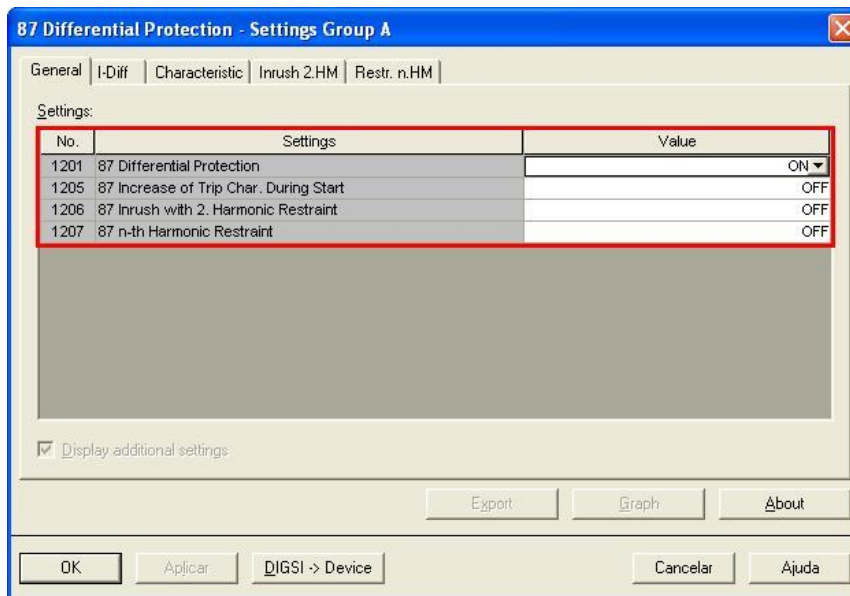 87 Differential Protection - Settings Group A
General I-Diff Characteristic Inrush 2.HM Restr. n.HM
Settings:
No. Settings Value
1201 87 Differential Protection ON
1205 87 Increase of Trip Char. During Start OFF
1206 87 Inrush with 2. Harmonic Restraint OFF
1207 87 n-th Harmonic Restraint OFF
Display additional settings
Export Graph About
OK Aplicar DIGSI -> Device Cancelar Ajuda